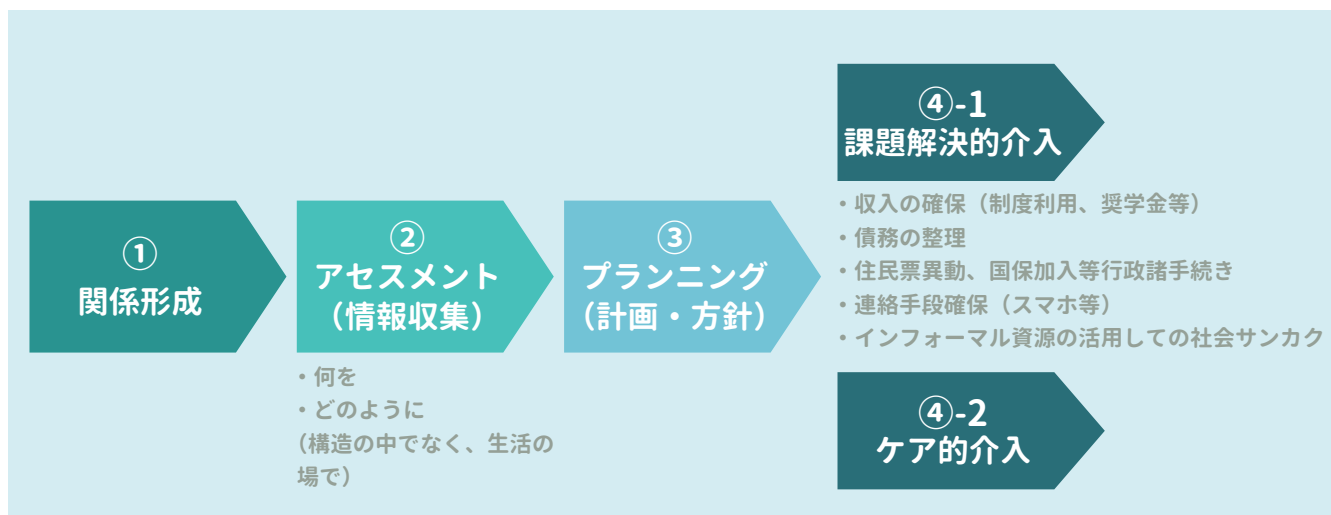 ①
関係形成
②
アセスメント
（情報収集）
・何を
・どのように
（構造の中でなく、生活の
場で）
③
プランニング
（計画・方針）
④-1
課題解決的介入
・収入の確保（制度利用、奨学金等）
・債務の整理
・住民票異動、国保加入等行政諸手続き
・連絡手段確保（スマホ等）
・インフォーマル資源の活用しての社会サンカク
④-2
ケア的介入